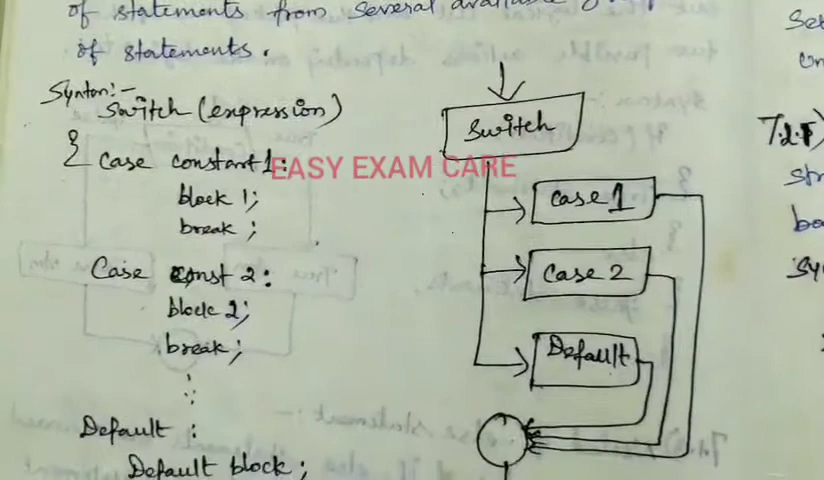 of statements from several available
of statements.
Syntax:-
Switch (expression)
{ Case constant 1:
block 1;
break;
Case const 2:
block 2;
break;
Default :
Default block;
Switch
Case 1
Case 2
Default
EASY EXAM CARE